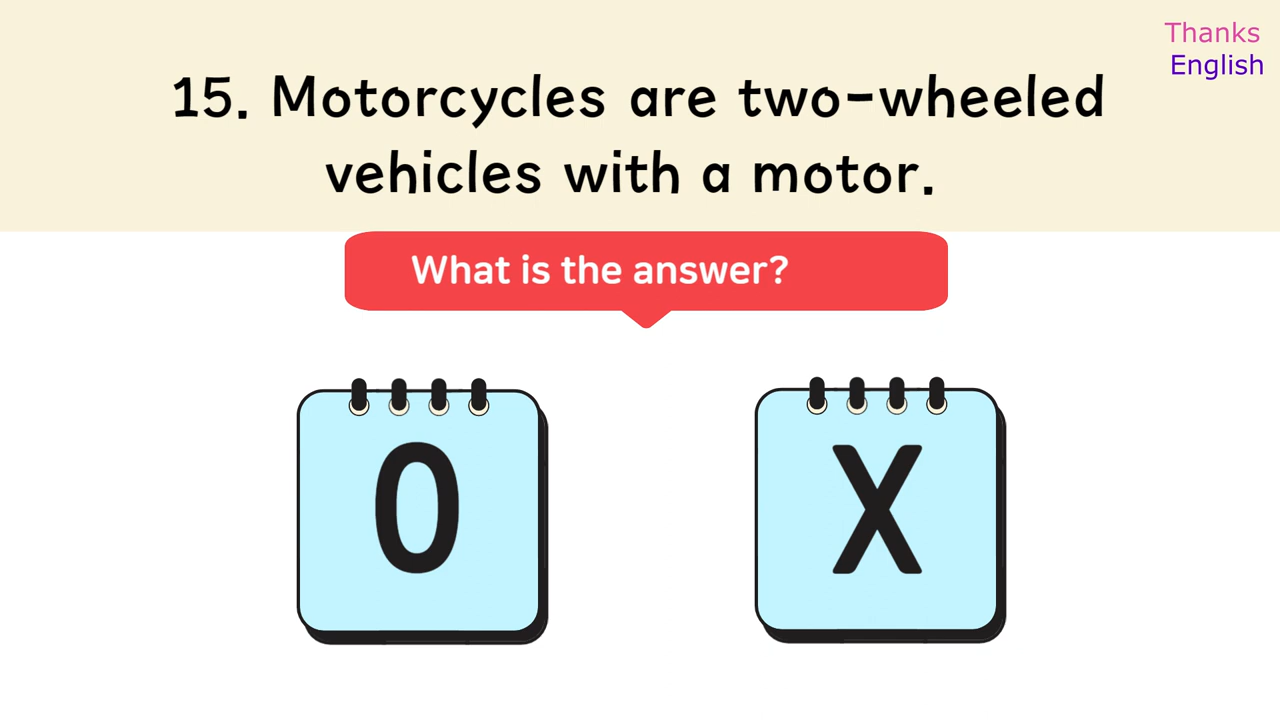 Thanks
English
15. Motorcycles are two-wheeled
vehicles with a motor.
What is the answer?
O
X